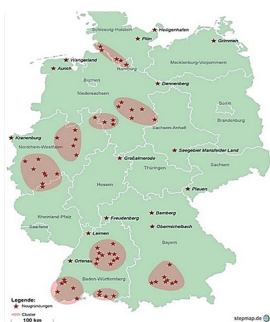 Schleswig-Holstein
Heiligenhafen
Plön
Grimmen
Wangerland
Hamburg
Mecklenburg-Vorpommern
Aurich
Bremen
Dannenberg
Niedersachsen
Berlin
Brandenburg
Sachsen-Anhalt
Kranenburg
Nordrhein-Westfalen
Seegebiet Mansfelder Land
Großalmerode
Sachsen
Thüringen
Hessen
Plauen
Rheinland-Pfalz
Freudenberg
Bamberg
Saarland
Obermichelbach
Leimen
Bayern
Ortenau
Baden-Württemberg
Legende:
Neugründungen
Cluster
100 km
stepmap.de